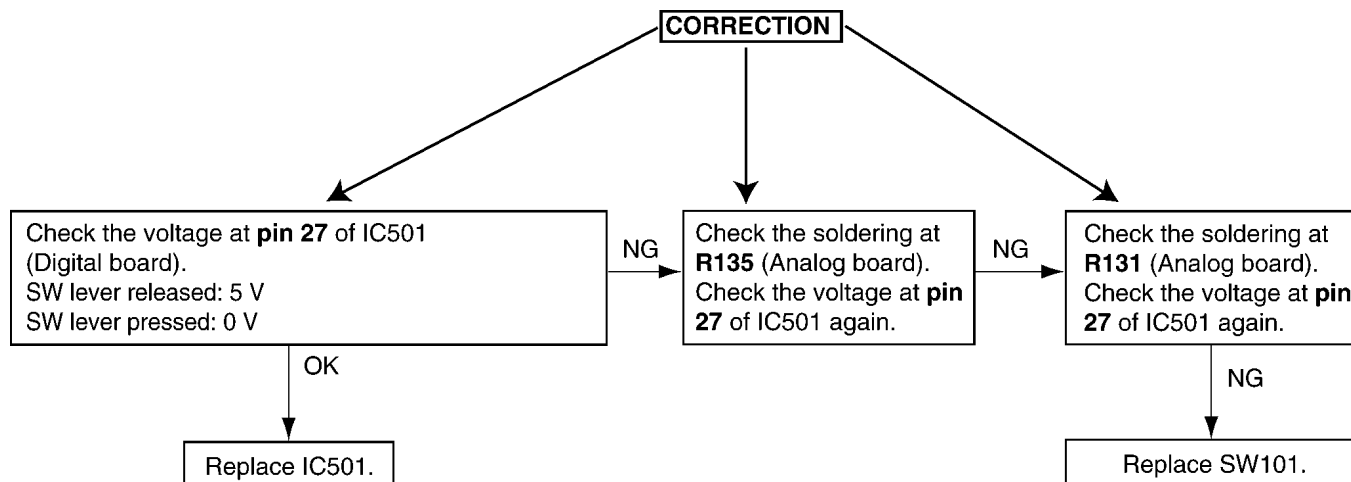 CORRECTION
Check the voltage at pin 27 of IC501
(Digital board).
SW lever released: 5 V
SW lever pressed: 0 V
NG
Check the soldering at
R135 (Analog board).
Check the voltage at pin
27 of IC501 again.
NG
Check the soldering at
R131 (Analog board).
Check the voltage at pin
27 of IC501 again.
OK
NG
Replace IC501.
Replace SW101.